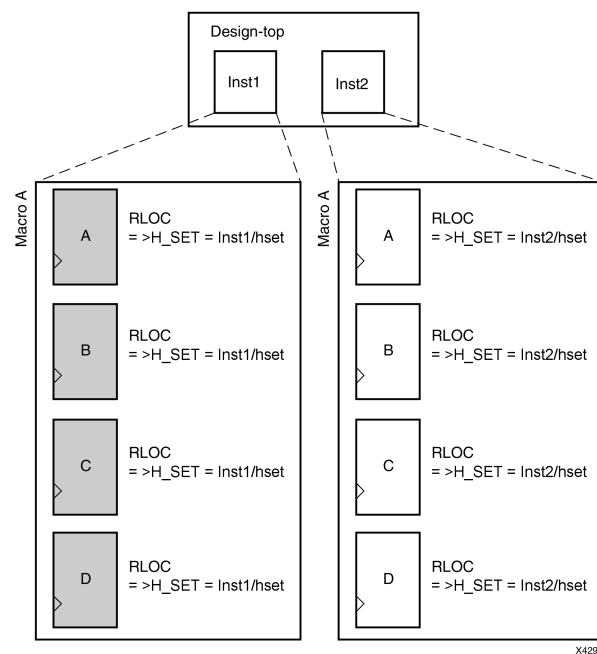 Design-top
Inst1
Inst2
Macro A
A
RLOC
= >H_SET = Inst1/hset
B
RLOC
= >H_SET = Inst1/hset
C
RLOC
= >H_SET = Inst1/hset
D
RLOC
= >H_SET = Inst1/hset
Macro A
A
RLOC
= >H_SET = Inst2/hset
B
RLOC
= >H_SET = Inst2/hset
C
RLOC
= >H_SET = Inst2/hset
D
RLOC
= >H_SET = Inst2/hset
X429